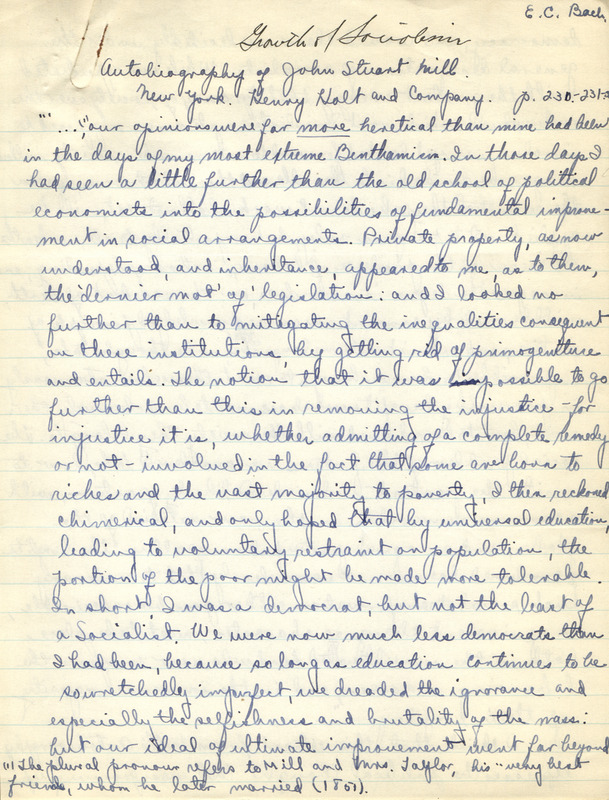 E. C. Bach
Growth of Socialism
Autobiography of John Stuart Mill.
New York. Henry Holt and Company. p. 230-231-
"' ... , "our opinions were far more heretical than mine had been
in the days of my most extreme Benthamism. In those days I
had seen a little further than the old school of political
economists into the possibilities of fundamental improve-
ment in social arrangements. Private property, as now
understood, and inheritance, appeared to me, as to them,
the 'dernier mot' of legislation: and I looked no
further than to mitigating the inequalities consequent
on these institutions, by getting rid of primogeniture
and entails. The notion that it was possible to go
further than this in removing the injustice - for
injustice it is, whether admitting of a complete remedy
or not - involved in the fact that some are born to
riches and the vast majority to poverty, I then reckoned
chimerical, and only hoped that by universal education,
leading to voluntary restraint on population, the
portion of the poor might be made more tolerable.
In short, I was a democrat, but not the least of
a Socialist. We were now much less democrats than
I had been, because so long as education continues to be
so wretchedly imperfect, we dreaded the ignorance and
especially the selfishness and brutality of the mass:
but our ideal of ultimate improvement went far beyond
(1) The plural pronoun refers to Mill and Mrs. Taylor, his "very best
friend, whom he later married (1851).